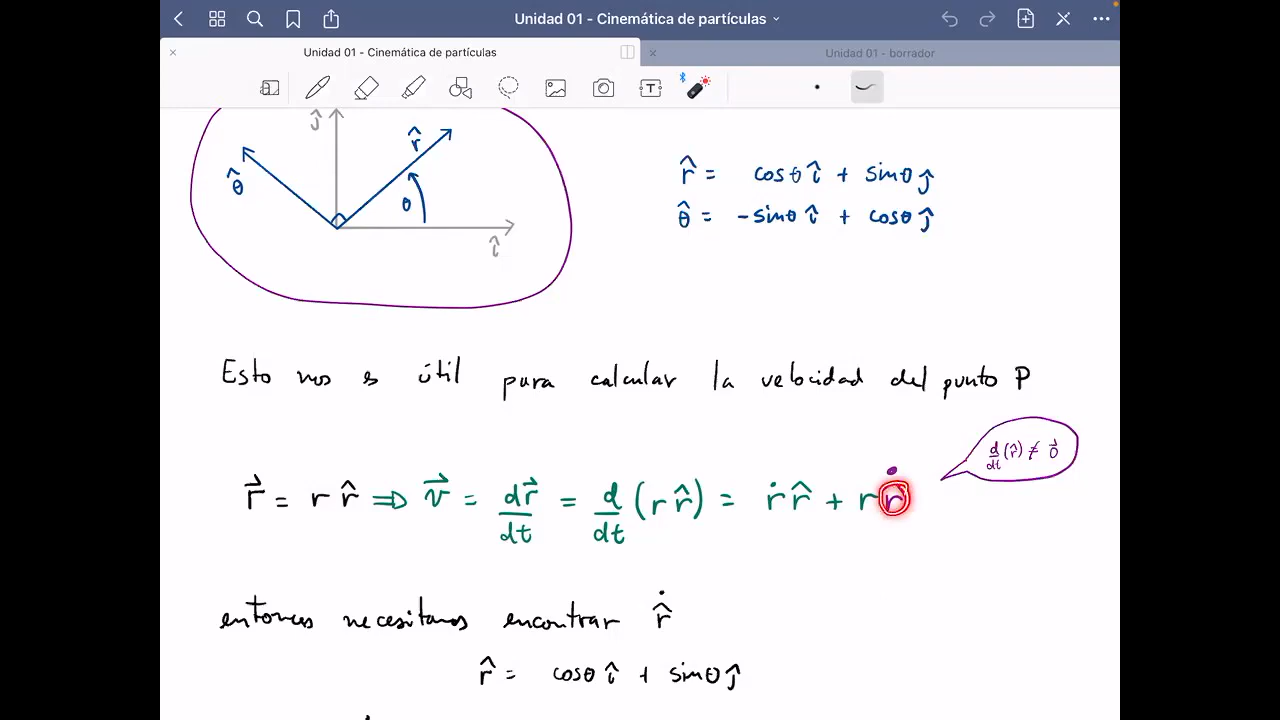 Unidad 01 - Cinemática de partículas
Unidad 01 - Cinemática de partículas
Unidad 01 - borrador
T
ĵ
r̂
θ̂
θ
î
r̂ = cosθ î + sinθ ĵ
θ̂ = -sinθ î + cosθ ĵ
Esto nos es útil para calcular la velocidad del punto P
d/dt (r̂) ≠ 0⃗
r⃗ = r r̂ ⇒ v⃗ = dr⃗/dt = d/dt (r r̂) = ṙ r̂ + r r̂̇
entonces necesitamos encontrar r̂̇
r̂ = cosθ î + sinθ ĵ